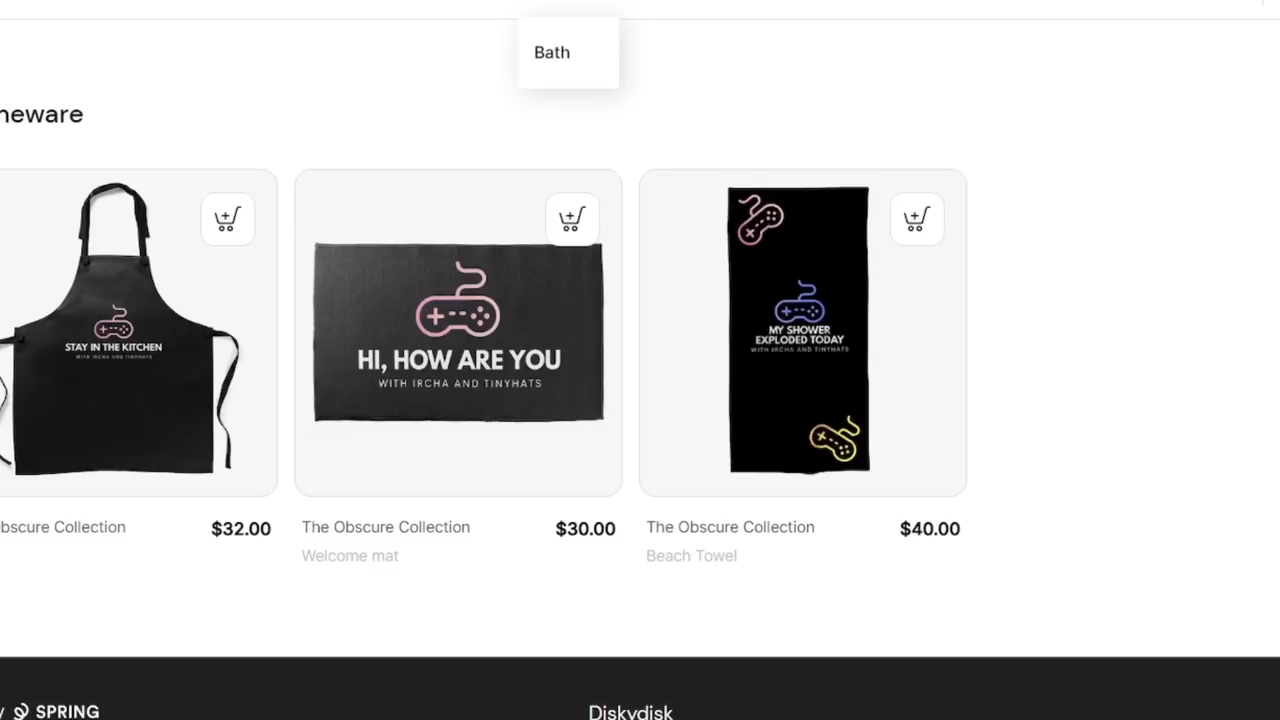 Bath
neware
STAY IN THE KITCHEN
WITH IRCHA AND TINYHATS
HI, HOW ARE YOU
WITH IRCHA AND TINYHATS
MY SHOWER
EXPLODED TODAY
WITH IRCHA AND TINYHATS
bscure Collection
$32.00
The Obscure Collection
$30.00
Welcome mat
The Obscure Collection
$40.00
Beach Towel
y SPRING
Diskydisk